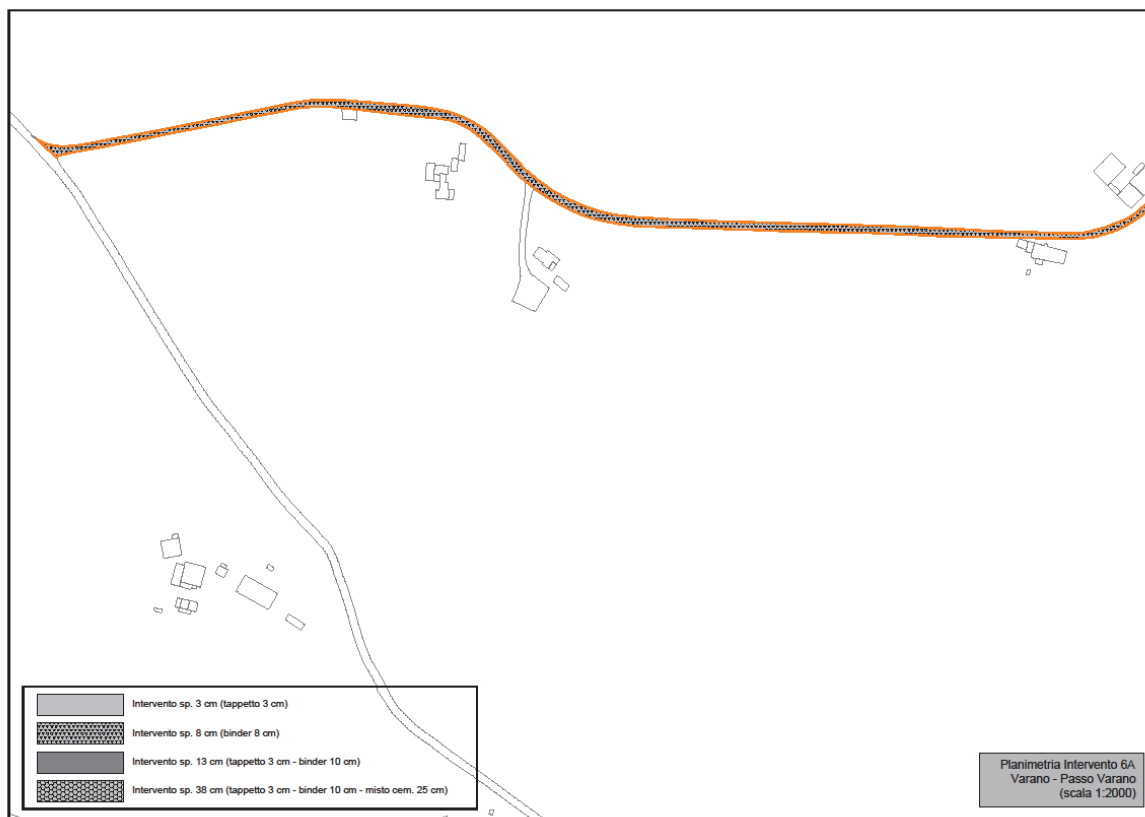 Intervento sp. 3 cm (tappetto 3 cm)
Intervento sp. 8 cm (binder 8 cm)
Intervento sp. 13 cm (tappetto 3 cm - binder 10 cm)
Intervento sp. 38 cm (tappetto 3 cm - binder 10 cm - misto cem. 25 cm)
Planimetria Intervento 6A
Varano - Passo Varano
(scala 1:2000)